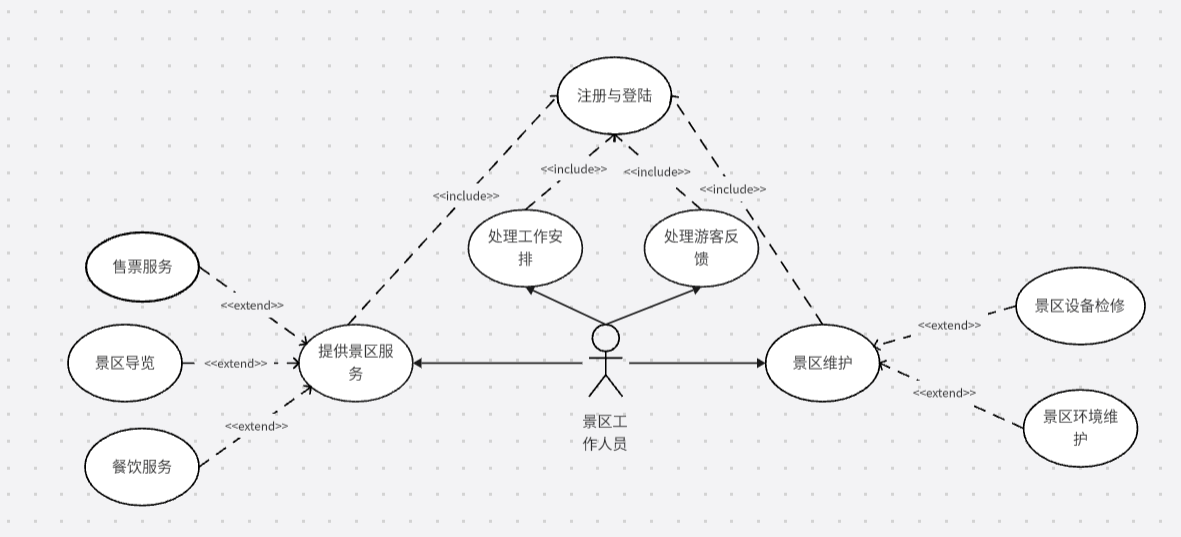 注册与登陆
<<include>>
<<include>>
<<include>>
<<include>>
处理工作安
排
处理游客反
馈
售票服务
<<extend>>
景区导览
<<extend>>
提供景区服
务
餐饮服务
<<extend>>
景区工
作人员
景区维护
景区设备检修
<<extend>>
<<extend>>
景区环境维
护